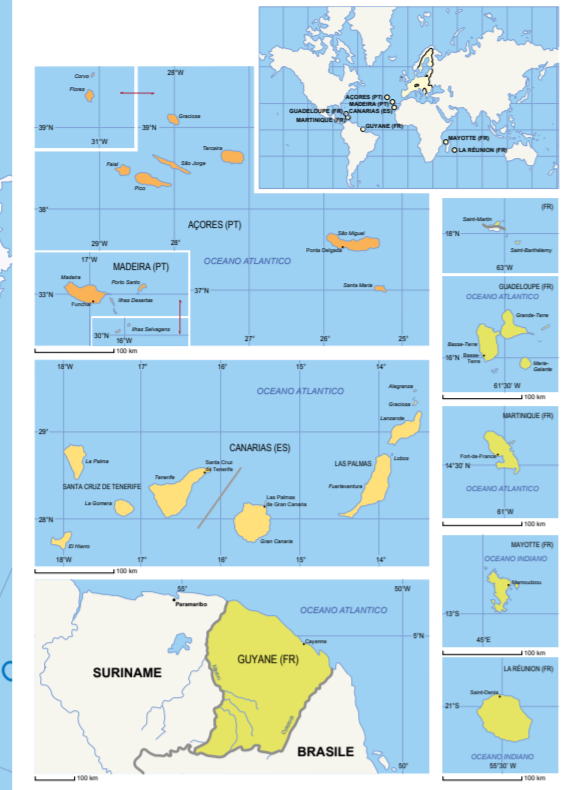 AÇORES (PT)
MADEIRA (PT)
GUADELOUPE (FR)
CANARIAS (ES)
MARTINIQUE (FR)
GUYANE (FR)
MAYOTTE (FR)
LA RÉUNION (FR)
Corvo
Flores
28°W
39°N
31°W
39°N
Graciosa
Terceira
Faial
São Jorge
Pico
38°
29°W
28°
AÇORES (PT)
São Miguel
Ponta Delgada
OCEANO ATLANTICO
Santa Maria
37°N
26°
25°
17°W
MADEIRA (PT)
Madeira
Porto Santo
33°N
Funchal
Ilhas Desertas
Ilhas Selvagens
30°N
16°W
100 km
(FR)
Saint-Martin
18°N
Saint-Barthélemy
63°W
GUADELOUPE (FR)
OCEANO ATLANTICO
Grande-Terre
Basse-Terre
16°N
Basse-
Terre
Marie-
Galante
61°30' W
100 km
18°W
17°
16°
15°
14°
OCEANO ATLANTICO
Alegranza
Graciosa
Lanzarote
29°
CANARIAS (ES)
La Palma
Santa Cruz
de Tenerife
Tenerife
LAS PALMAS
Lobos
SANTA CRUZ DE TENERIFE
La Gomera
Fuerteventura
Las Palmas
de Gran Canaria
28°N
El Hierro
Gran Canaria
18°W
17°
16°
15°
14°
100 km
MARTINIQUE (FR)
Fort-de-France
14°30' N
OCEANO ATLANTICO
61°W
100 km
MAYOTTE (FR)
OCEANO INDIANO
Mamoudzou
13°S
45°E
100 km
55°
50°W
Paramaribo
OCEANO ATLANTICO
5°N
Cayenne
GUYANE (FR)
SURINAME
Maroni
Oyapock
BRASILE
50°
100 km
LA RÉUNION (FR)
Saint-Denis
21°S
OCEANO INDIANO
55°30' W
100 km